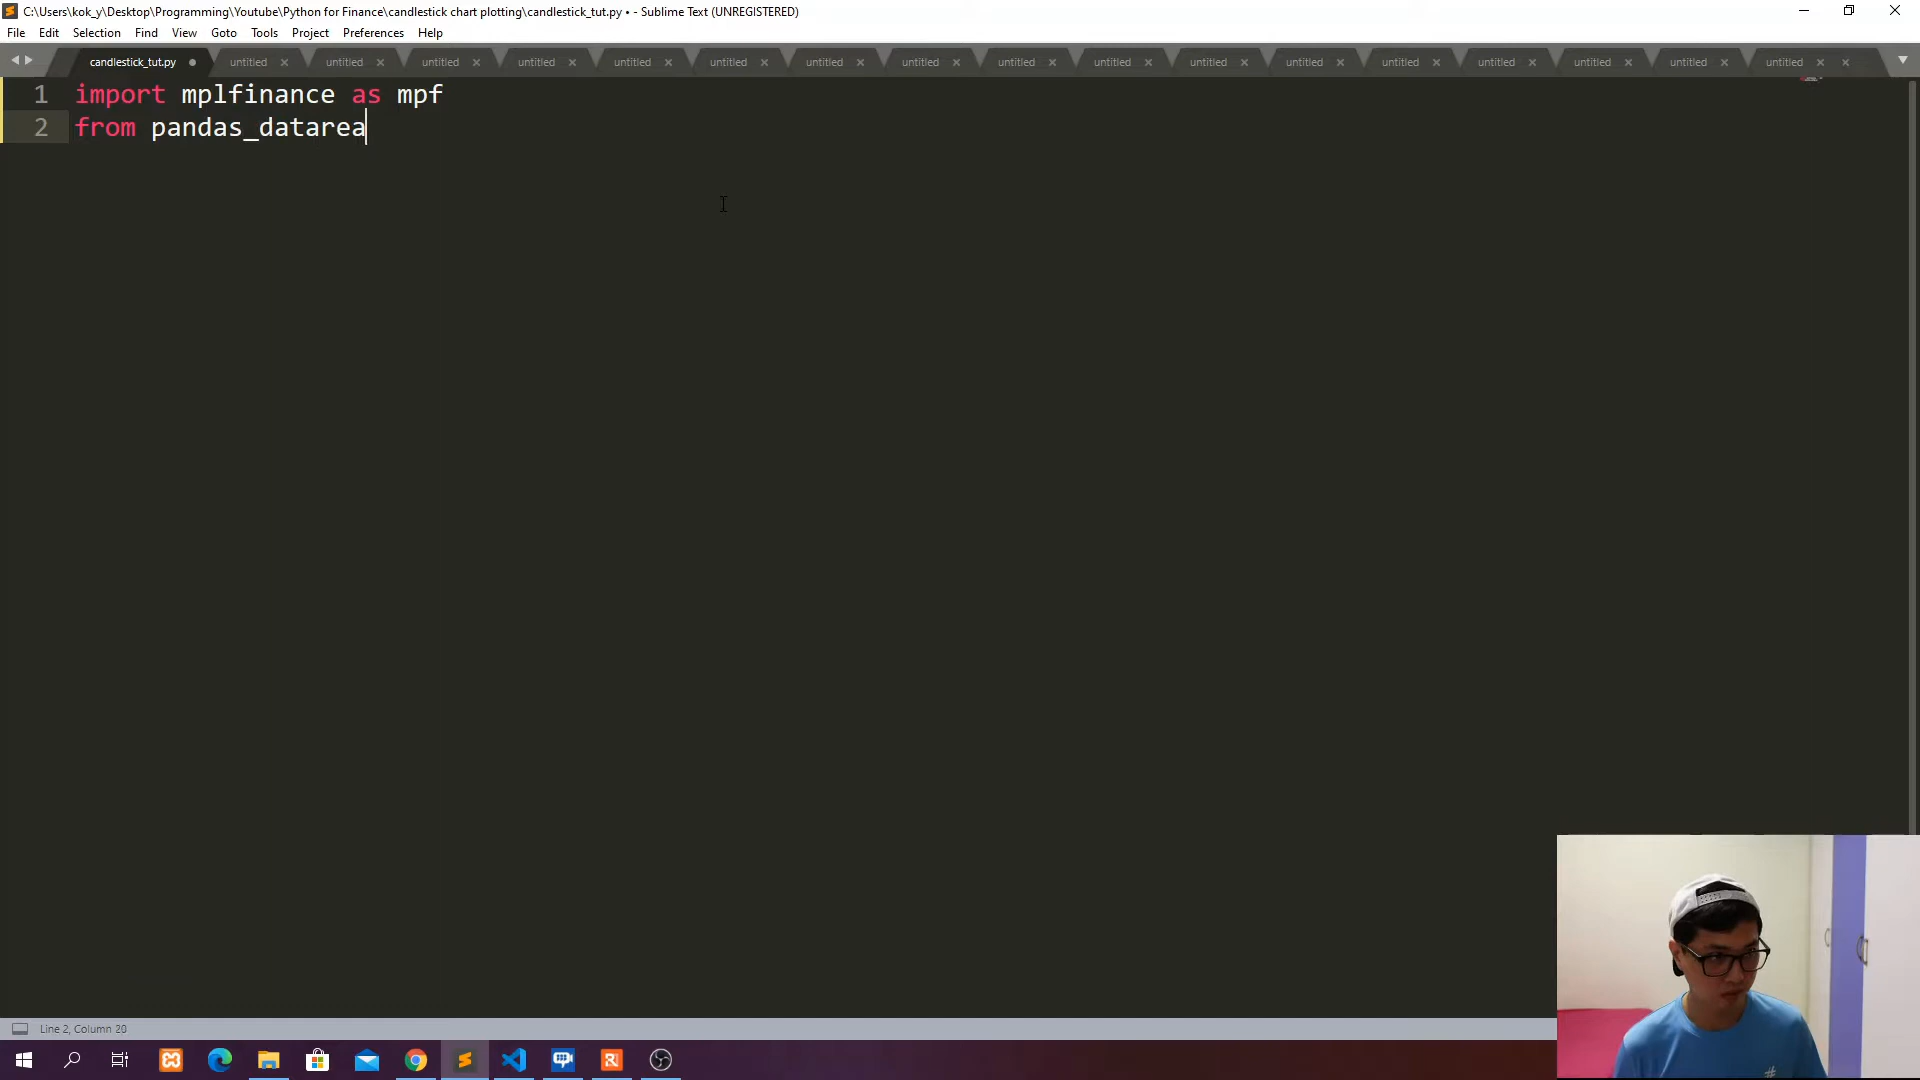 C:\Users\kok_y\Desktop\Programming\Youtube\Python for Finance\candlestick chart plotting\candlestick_tut.py • - Sublime Text (UNREGISTERED)
File Edit Selection Find View Goto Tools Project Preferences Help
candlestick_tut.py untitled untitled untitled untitled untitled untitled untitled untitled untitled untitled untitled untitled untitled untitled untitled untitled untitled
1 import mplfinance as mpf
2 from pandas_datarea
Line 2, Column 20